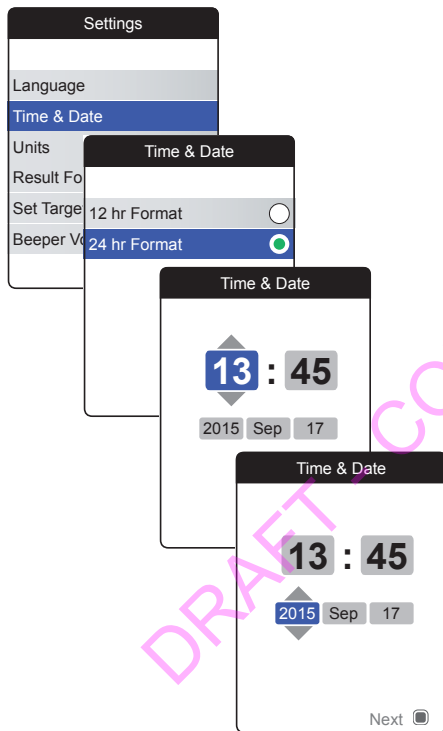 Settings
Language
Time & Date
Units
Result Fo
Set Targe
Beeper Vo
Time & Date
12 hr Format
24 hr Format
Time & Date
13 : 45
2015 Sep 17
Time & Date
13 : 45
2015 Sep 17
Next
DRAFT - CO